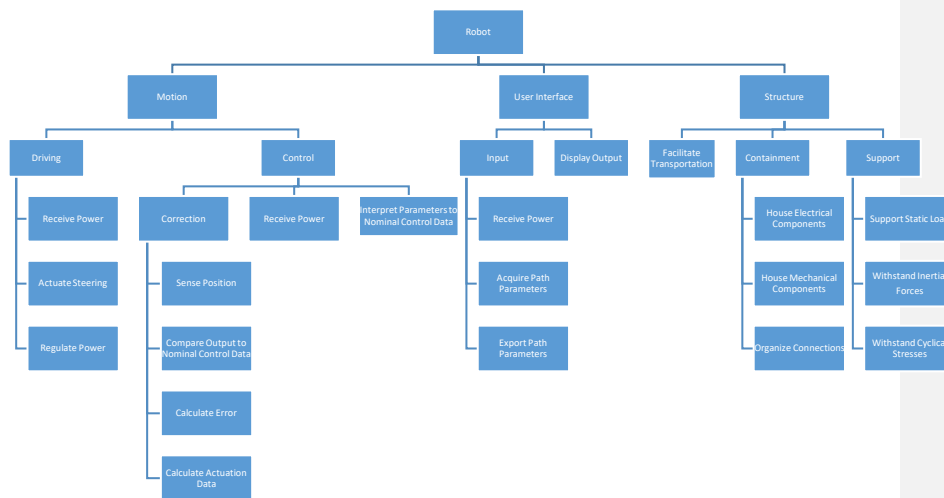 Robot
Motion
User Interface
Structure
Driving
Control
Input
Display Output
Facilitate
Transportation
Containment
Support
Receive Power
Correction
Receive Power
Interpret Parameters to
Nominal Control Data
Receive Power
House Electrical
Components
Support Static Loa
Actuate Steering
Sense Position
Acquire Path
Parameters
House Mechanical
Components
Withstand Inertia
Forces
Regulate Power
Compare Output to
Nominal Control Data
Export Path
Parameters
Organize Connections
Withstand Cyclica
Stresses
Calculate Error
Calculate Actuation
Data